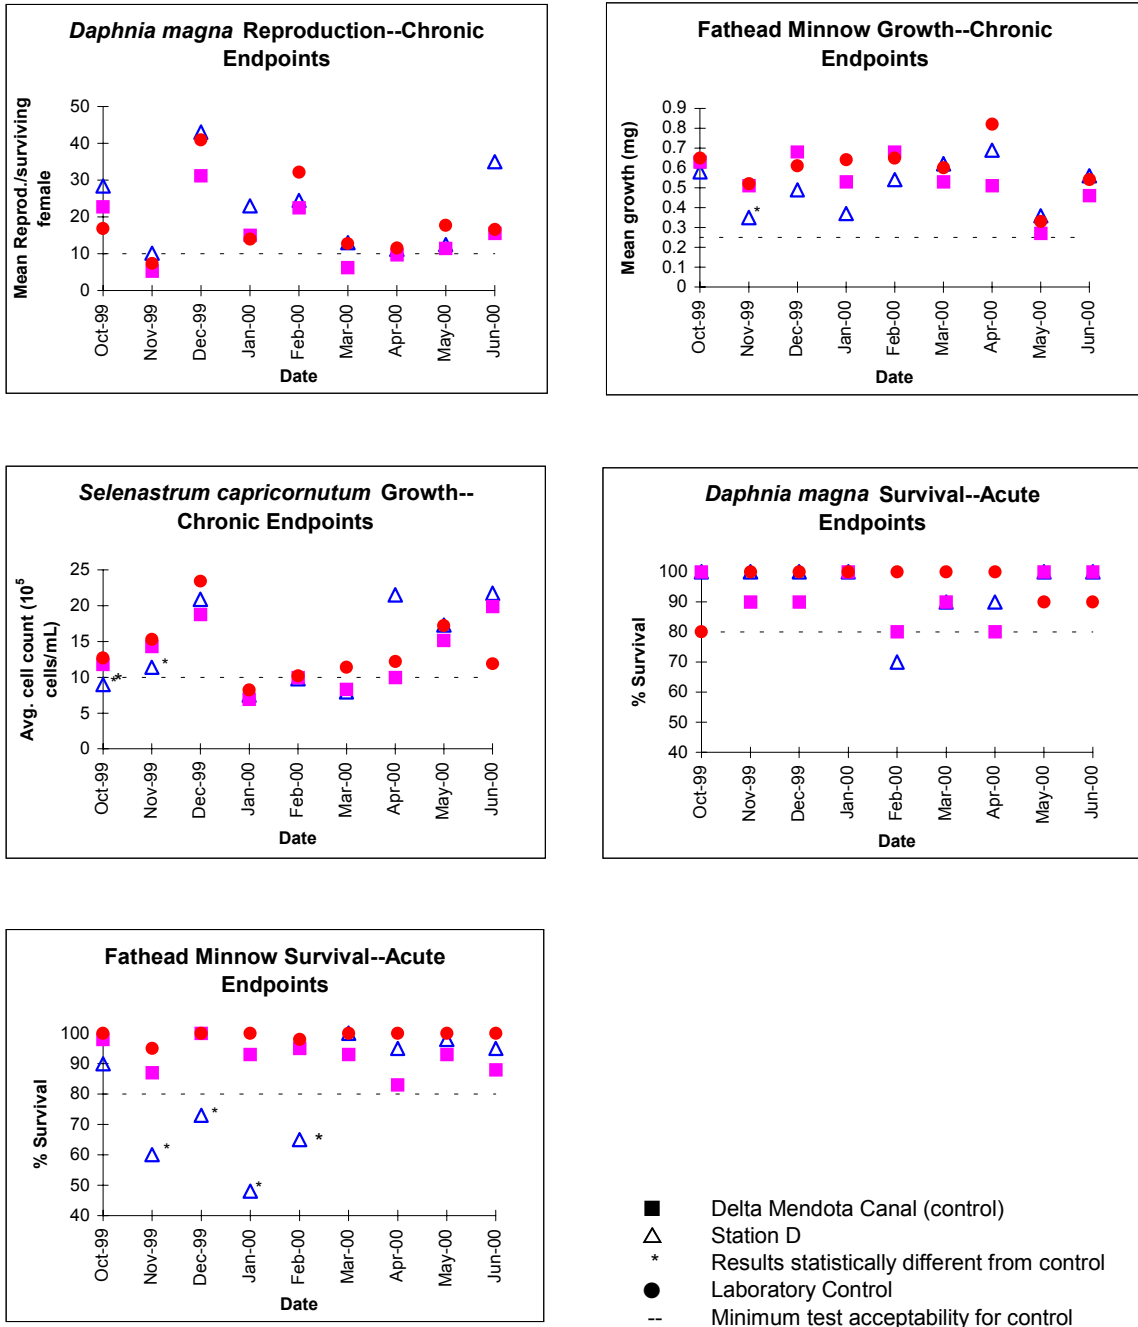 Daphnia magna Reproduction--Chronic
Endpoints
Mean Reprod./surviving
female
50
40
30
20
10
0
Oct-99
Nov-99
Dec-99
Jan-00
Feb-00
Mar-00
Apr-00
May-00
Jun-00
Date
Fathead Minnow Growth--Chronic
Endpoints
Mean growth (mg)
0.9
0.8
0.7
0.6
0.5
0.4
0.3
0.2
0.1
0
*
Oct-99
Nov-99
Dec-99
Jan-00
Feb-00
Mar-00
Apr-00
May-00
Jun-00
Date
Selenastrum capricornutum Growth--
Chronic Endpoints
Avg. cell count (10⁵
cells/mL)
25
20
15
10
5
0
**
*
Oct-99
Nov-99
Dec-99
Jan-00
Feb-00
Mar-00
Apr-00
May-00
Jun-00
Date
Daphnia magna Survival--Acute
Endpoints
% Survival
100
90
80
70
60
50
40
Oct-99
Nov-99
Dec-99
Jan-00
Feb-00
Mar-00
Apr-00
May-00
Jun-00
Date
Fathead Minnow Survival--Acute
Endpoints
% Survival
100
90
80
70
60
50
40
*
*
*
*
Oct-99
Nov-99
Dec-99
Jan-00
Feb-00
Mar-00
Apr-00
May-00
Jun-00
Date
Delta Mendota Canal (control)
Station D
* Results statistically different from control
Laboratory Control
-- Minimum test acceptability for control